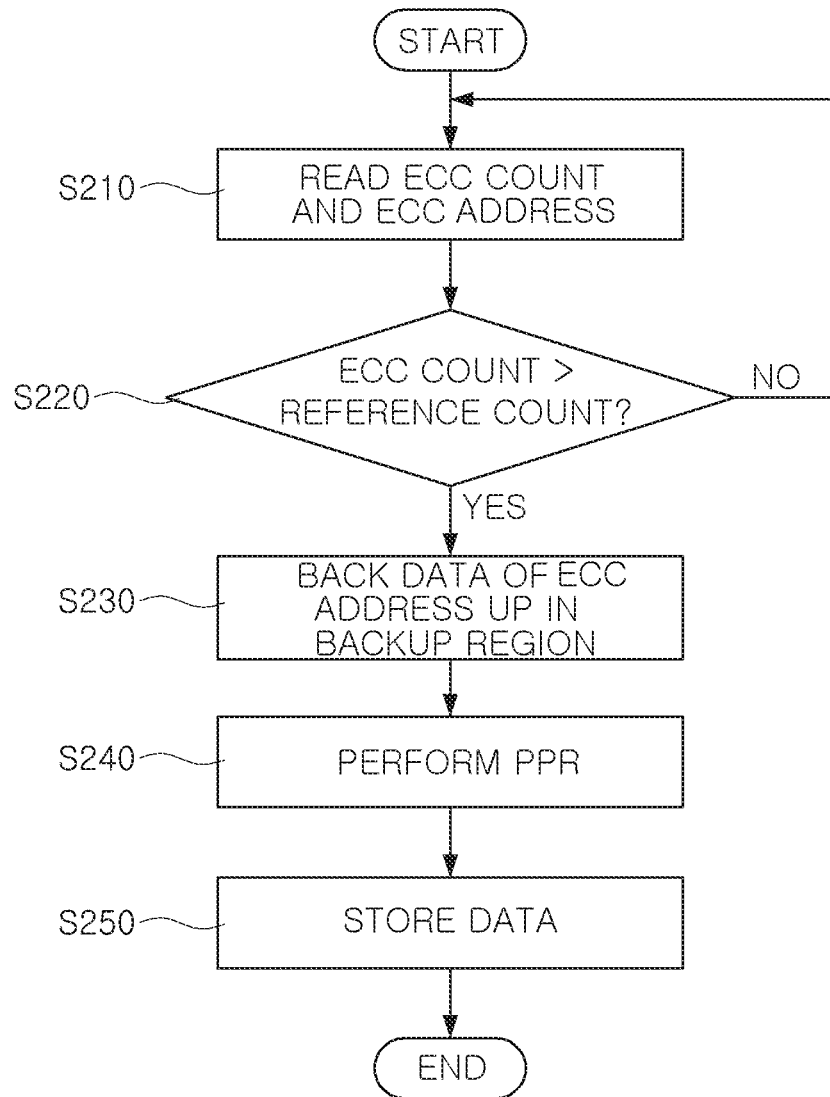 START
S210
READ ECC COUNT
AND ECC ADDRESS
S220
ECC COUNT >
REFERENCE COUNT?
NO
YES
S230
BACK DATA OF ECC
ADDRESS UP IN
BACKUP REGION
S240
PERFORM PPR
S250
STORE DATA
END